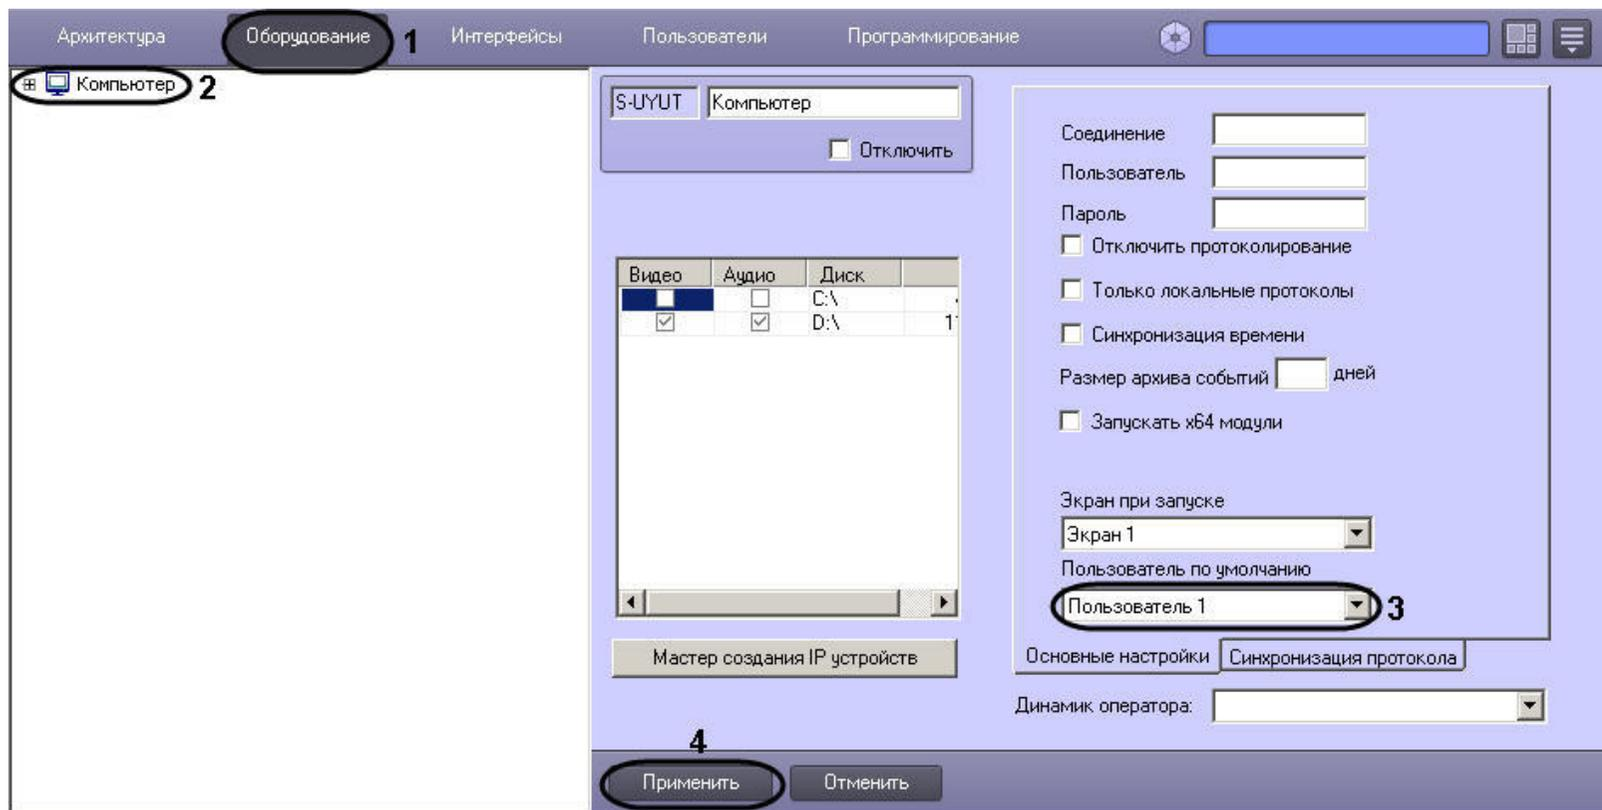 Архитектура Оборудование 1 Интерфейсы Пользователи Программирование
Компьютер 2
S-UYUT Компьютер
Отключить
Видео Аудио Диск
C:\
D:\ 1
Мастер создания IP устройств
Соединение
Пользователь
Пароль
Отключить протоколирование
Только локальные протоколы
Синхронизация времени
Размер архива событий дней
Запускать x64 модули
Экран при запуске
Экран 1
Пользователь по умолчанию
Пользователь 1 3
Основные настройки Синхронизация протокола
Динамик оператора:
4
Применить Отменить